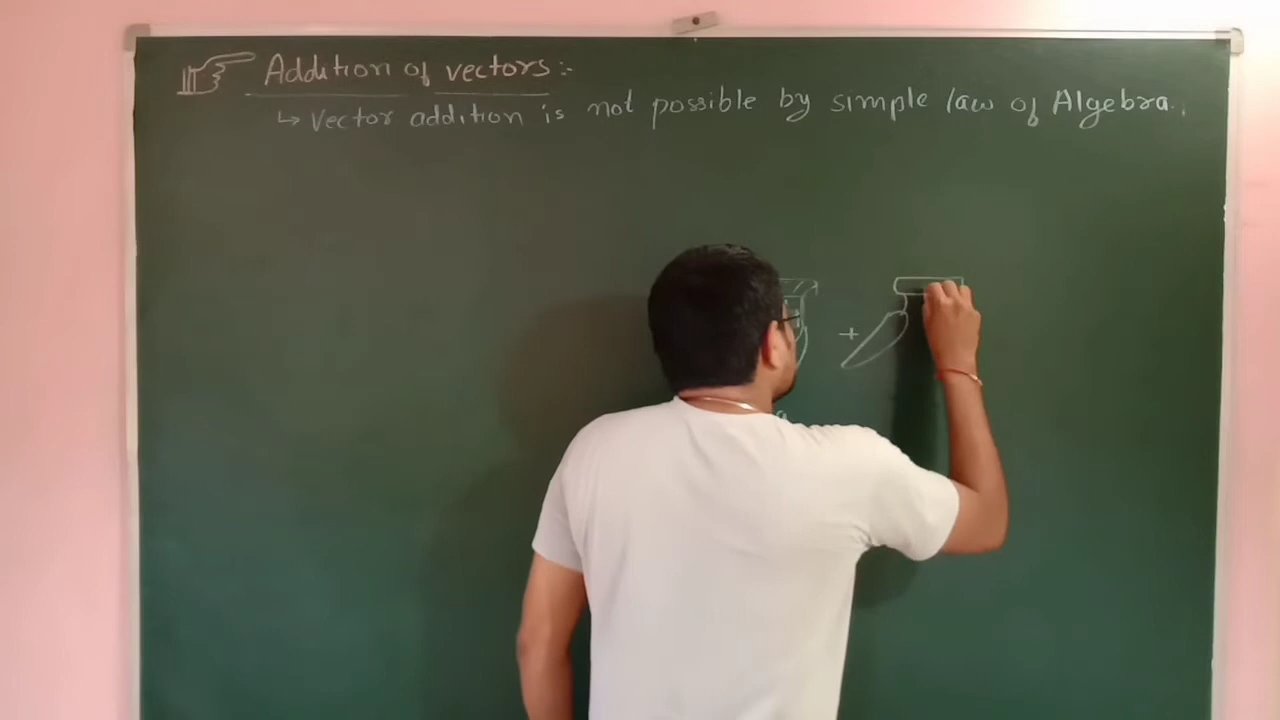 Addition of vectors :-
↳ vector addition is not possible by simple law of Algebra.
+